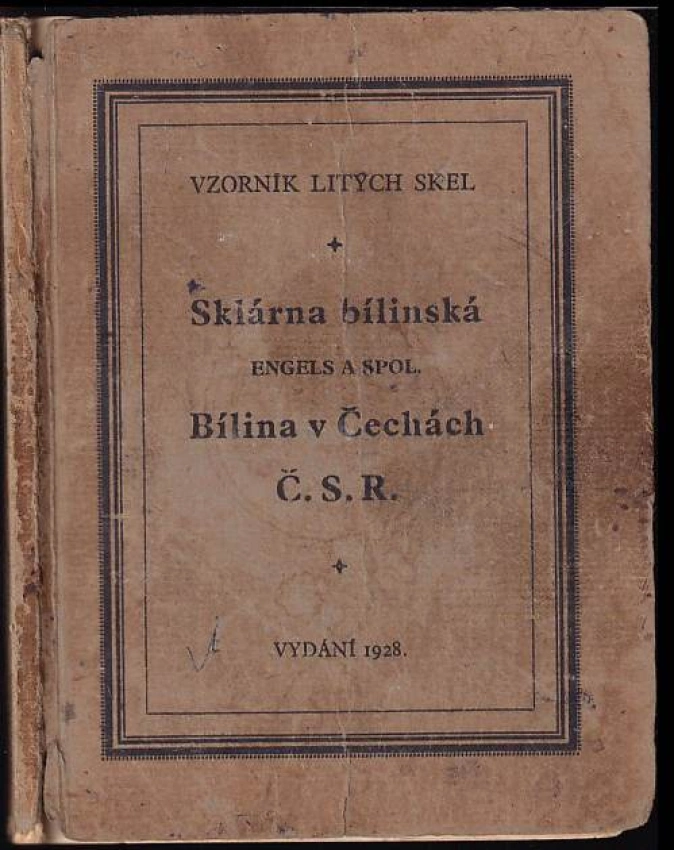 VZORNÍK LITÝCH SKEL
Sklárna bílinská
ENGELS A SPOL.
Bílina v Čechách
Č. S. R.
VYDÁNÍ 1928.